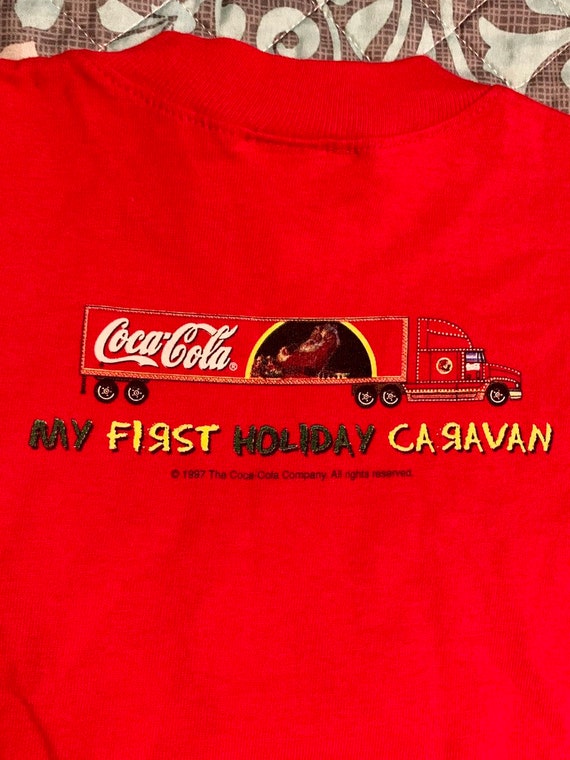 Coca-Cola®
MY FIRST HOLIDAY CARAVAN
© 1997 The Coca-Cola Company. All rights reserved.